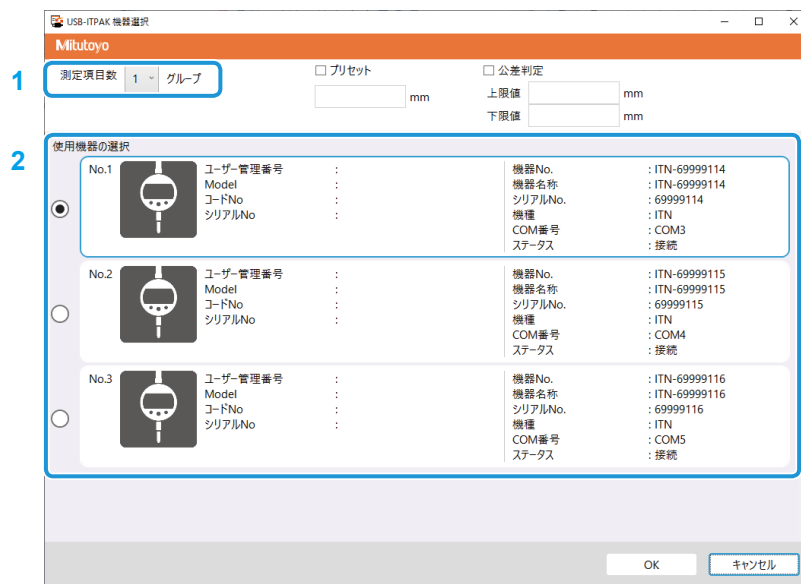 USB-ITPAK 機器選択
Mitutoyo
1
測定項目数 1 グループ
プリセット
mm
公差判定
上限値 mm
下限値 mm
2
使用機器の選択
No.1
ユーザー管理番号 :
Model :
コードNo :
シリアルNo :
機器No. : ITN-69999114
機器名称 : ITN-69999114
シリアルNo. : 69999114
機種 : ITN
COM番号 : COM3
ステータス : 接続
No.2
ユーザー管理番号 :
Model :
コードNo :
シリアルNo :
機器No. : ITN-69999115
機器名称 : ITN-69999115
シリアルNo. : 69999115
機種 : ITN
COM番号 : COM4
ステータス : 接続
No.3
ユーザー管理番号 :
Model :
コードNo :
シリアルNo :
機器No. : ITN-69999116
機器名称 : ITN-69999116
シリアルNo. : 69999116
機種 : ITN
COM番号 : COM5
ステータス : 接続
OK
キャンセル